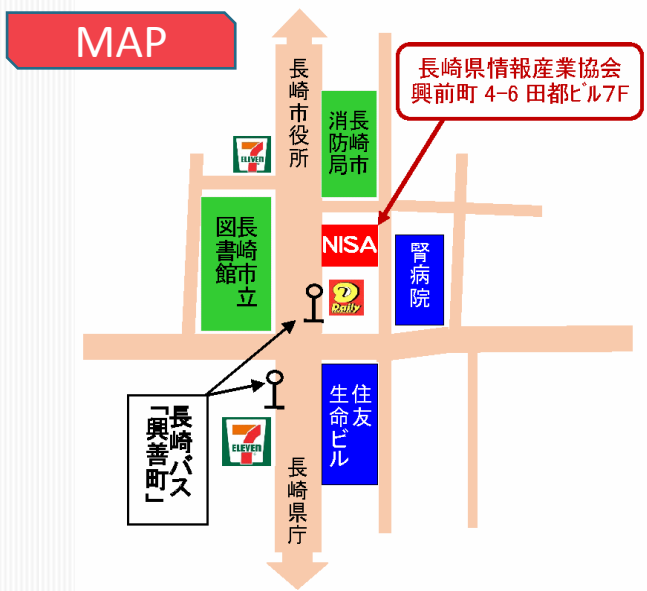 MAP
長崎県情報産業協会
興前町 4-6 田都ビル7F
長崎市役所
長崎市
消防局
7
ELEVEN
長崎市立
図書館
NISA
腎病院
Daily
長崎バス
「興善町」
住友
生命ビル
7
ELEVEN
長崎県庁